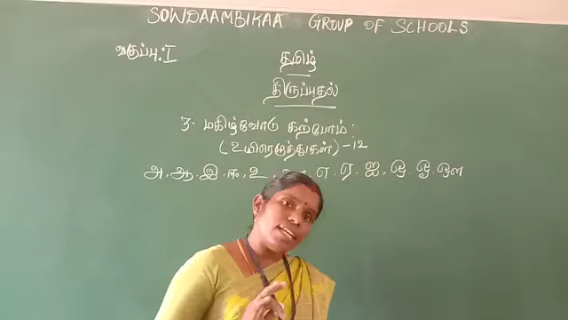 SOWDAAMBIKAA GROUP OF SCHOOLS
வகுப்பு.I
தமிழ்
திருப்புதல்
3. மகிழ்வோடு கற்போம்:
(உயிரெழுத்துகள்) -12
அ.ஆ.இ.ஈ.உ. எ.ஏ.ஐ.ஒ.ஓ.ஔ